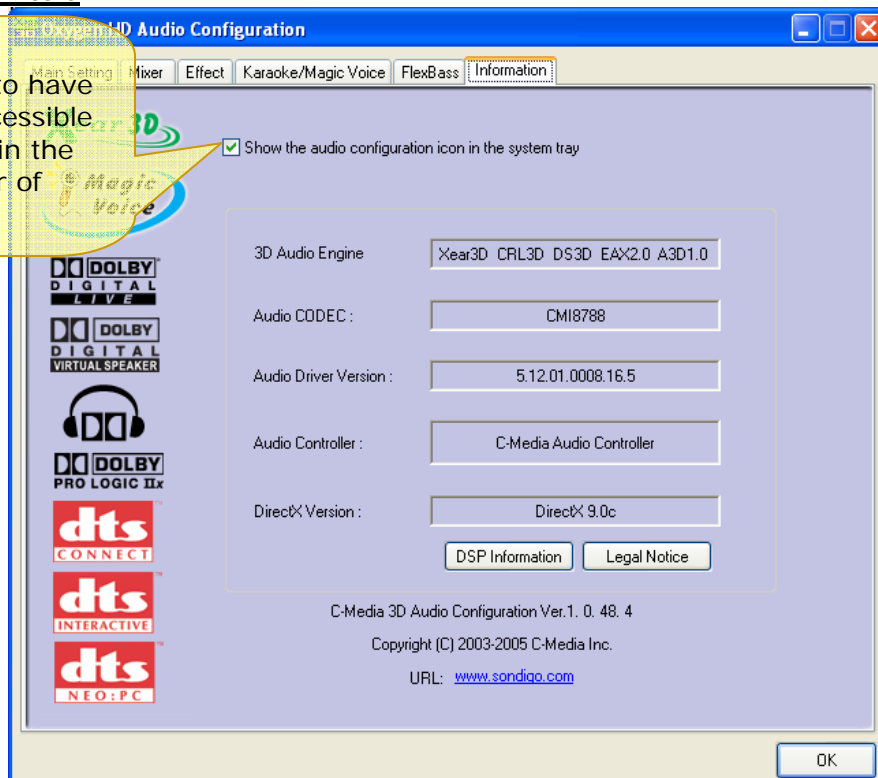 Oxygen HD Audio Configuration
Main Setting Mixer Effect Karaoke/Magic Voice FlexBass Information
to have
cessible
in the
r of
Xear 3D
Magic
Voice
Show the audio configuration icon in the system tray
3D Audio Engine Xear3D CRL3D DS3D EAX2.0 A3D1.0
Audio CODEC : CMI8788
Audio Driver Version : 5.12.01.0008.16.5
Audio Controller : C-Media Audio Controller
DirectX Version : DirectX 9.0c
DSP Information Legal Notice
C-Media 3D Audio Configuration Ver.1. 0. 48. 4
Copyright (C) 2003-2005 C-Media Inc.
URL: www.sondigo.com
DOLBY
DIGITAL
LIVE
DOLBY
DIGITAL
VIRTUAL SPEAKER
DOLBY
PRO LOGIC IIx
dts
CONNECT
dts
INTERACTIVE
dts
NEO:PC
OK